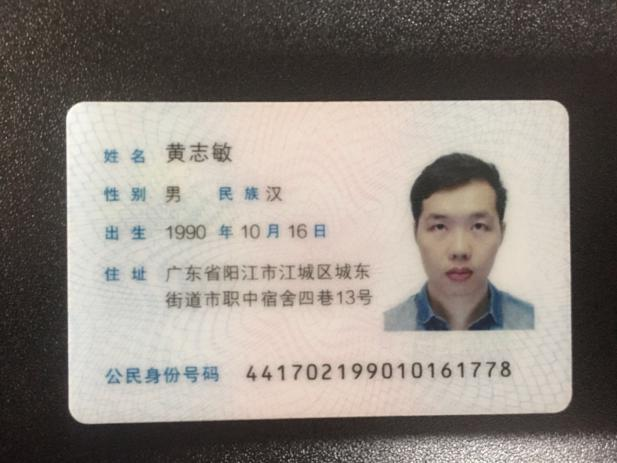 姓名 黄志敏
性别 男 民族 汉
出生 1990 年 10 月 16 日
住址 广东省阳江市江城区城东
街道市职中宿舍四巷13号
公民身份号码 441702199010161778